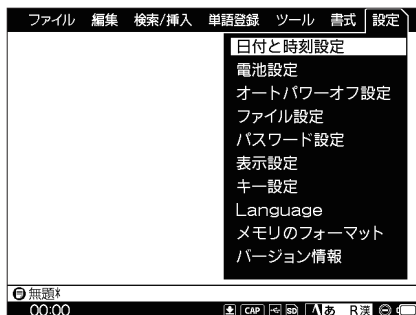 ファイル 編集 検索/挿入 単語登録 ツール 書式 設定
日付と時刻設定
電池設定
オートパワーオフ設定
ファイル設定
パスワード設定
表示設定
キー設定
Language
メモリのフォーマット
バージョン情報
無題*
00:00 CAP SD あ R漢